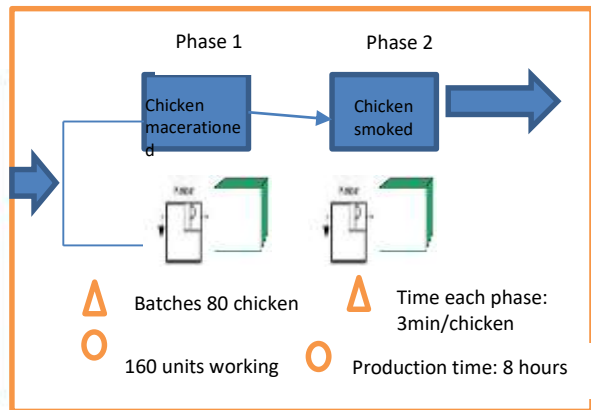 Phase 1
Phase 2
Chicken
maceratione
d
Chicken
smoked
Batches 80 chicken
Time each phase:
3min/chicken
160 units working
Production time: 8 hours